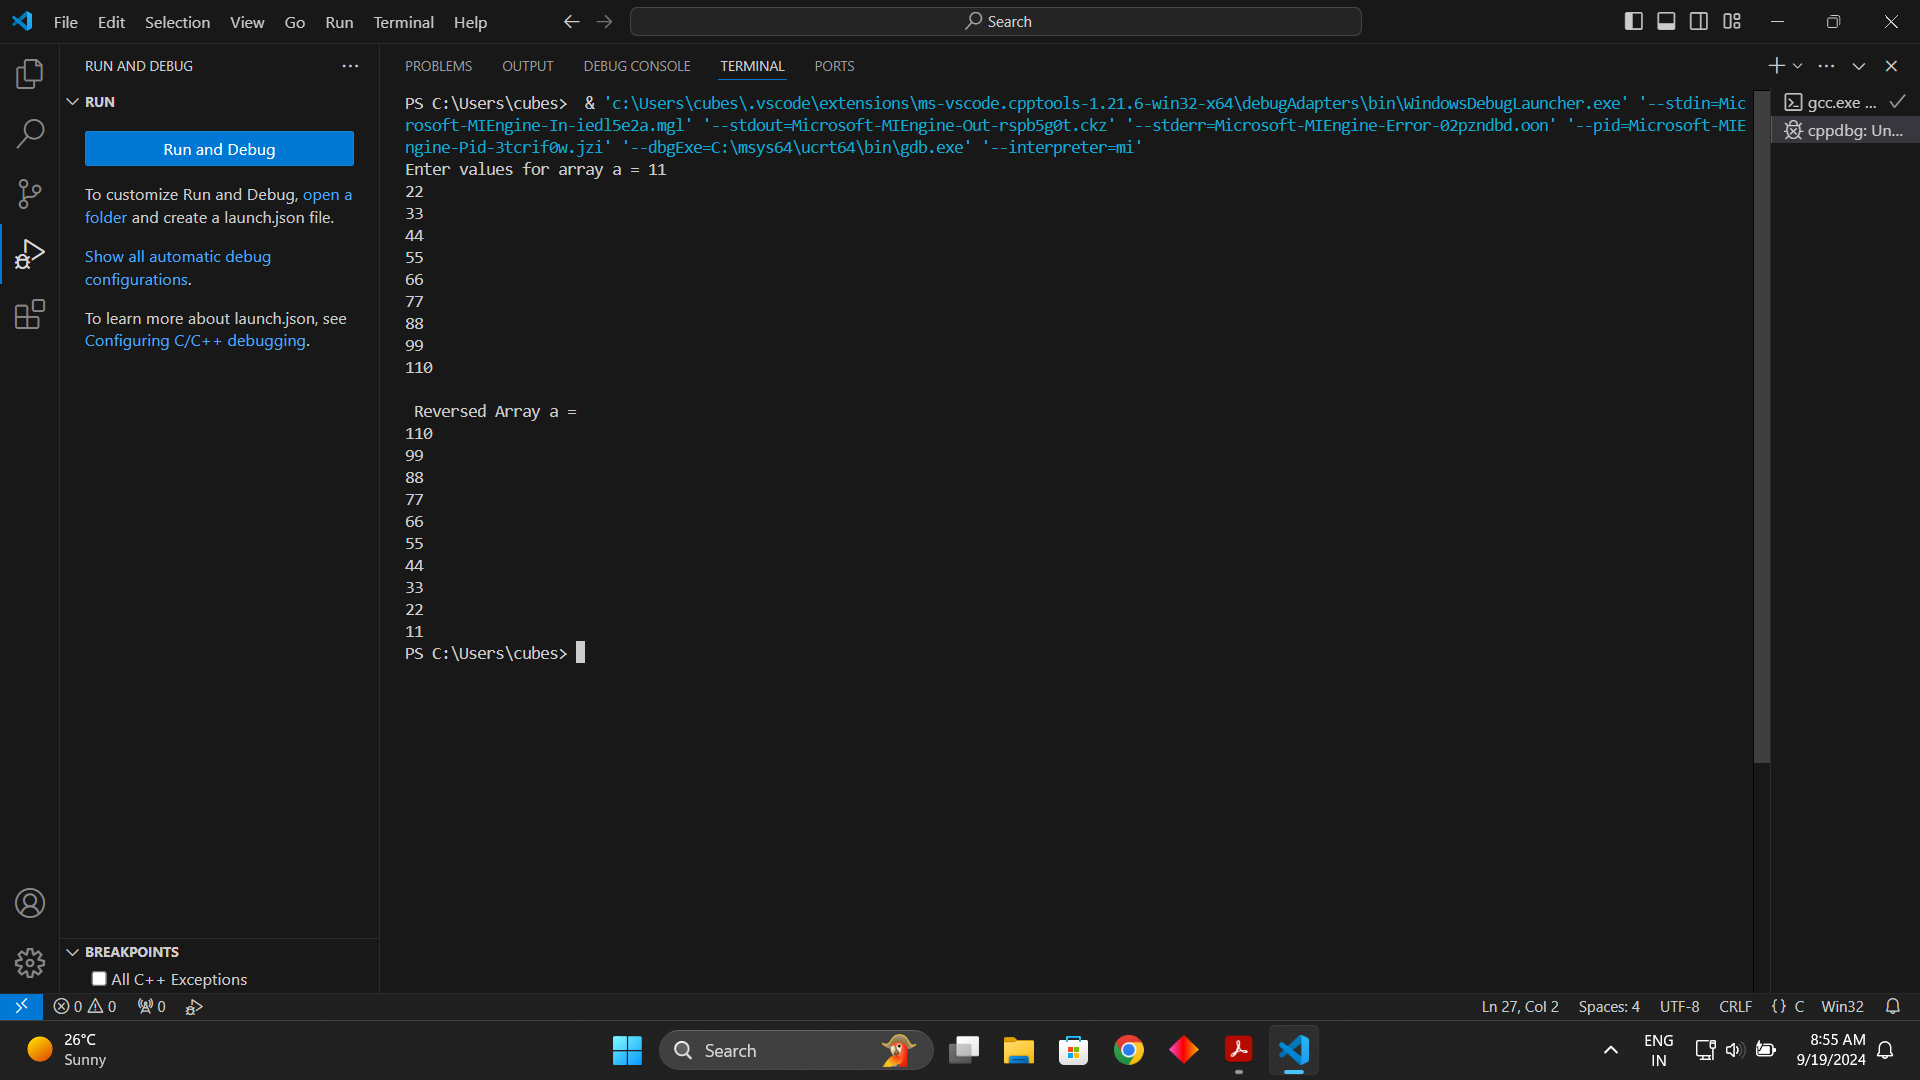 File Edit Selection View Go Run Terminal Help
Search
RUN AND DEBUG
RUN
Run and Debug
To customize Run and Debug, open a
folder and create a launch.json file.
Show all automatic debug
configurations.
To learn more about launch.json, see
Configuring C/C++ debugging.
BREAKPOINTS
All C++ Exceptions
PROBLEMS OUTPUT DEBUG CONSOLE TERMINAL PORTS
PS C:\Users\cubes>  & 'c:\Users\cubes\.vscode\extensions\ms-vscode.cpptools-1.21.6-win32-x64\debugAdapters\bin\WindowsDebugLauncher.exe' '--stdin=Mic
rosoft-MIEngine-In-iedl5e2a.mgl' '--stdout=Microsoft-MIEngine-Out-rspb5g0t.ckz' '--stderr=Microsoft-MIEngine-Error-02pzndbd.oon' '--pid=Microsoft-MIE
ngine-Pid-3tcrif0w.jzi' '--dbgExe=C:\msys64\ucrt64\bin\gdb.exe' '--interpreter=mi'
Enter values for array a = 11
22
33
44
55
66
77
88
99
110
Reversed Array a =
110
99
88
77
66
55
44
33
22
11
PS C:\Users\cubes>
gcc.exe ...
cppdbg: Un...
0 0 0
Ln 27, Col 2 Spaces: 4 UTF-8 CRLF {} C Win32
26°C
Sunny
Search
ENG
IN
8:55 AM
9/19/2024